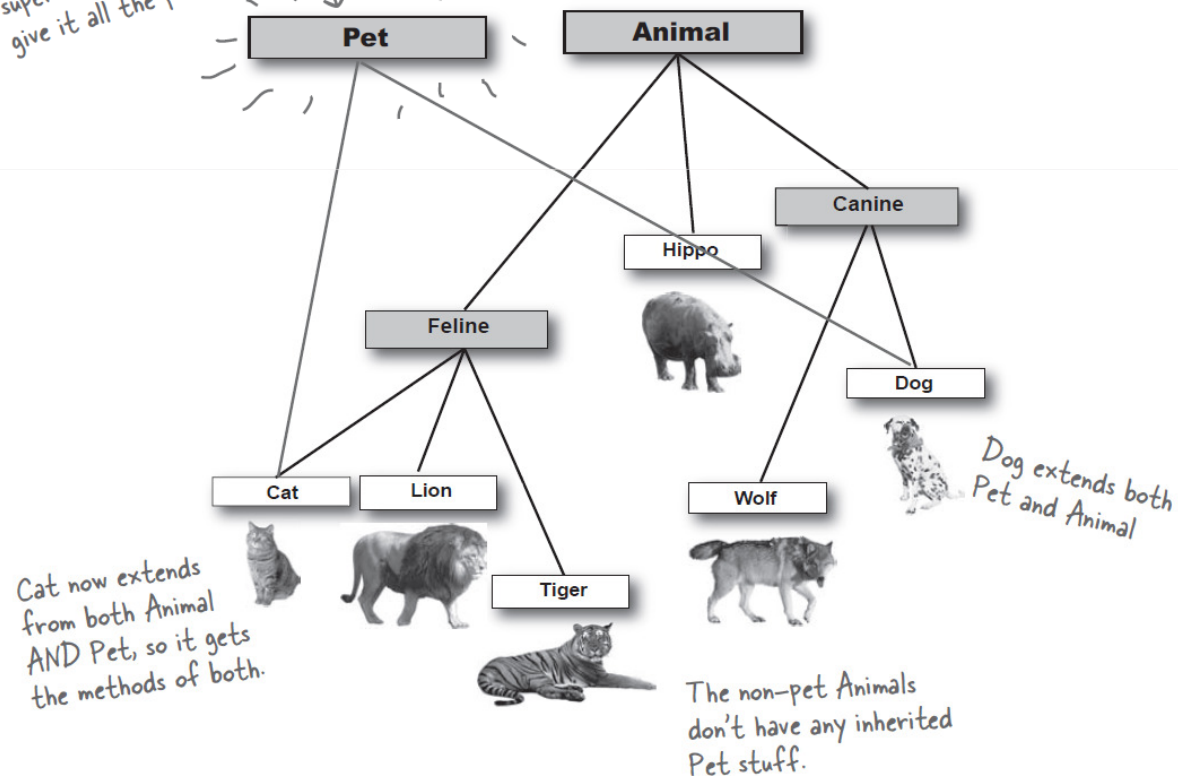 give it all the
Pet
Animal
Canine
Hippo
Feline
Dog
Dog extends both
Pet and Animal
Cat
Lion
Wolf
Tiger
Cat now extends
from both Animal
AND Pet, so it gets
the methods of both.
The non-pet Animals
don't have any inherited
Pet stuff.